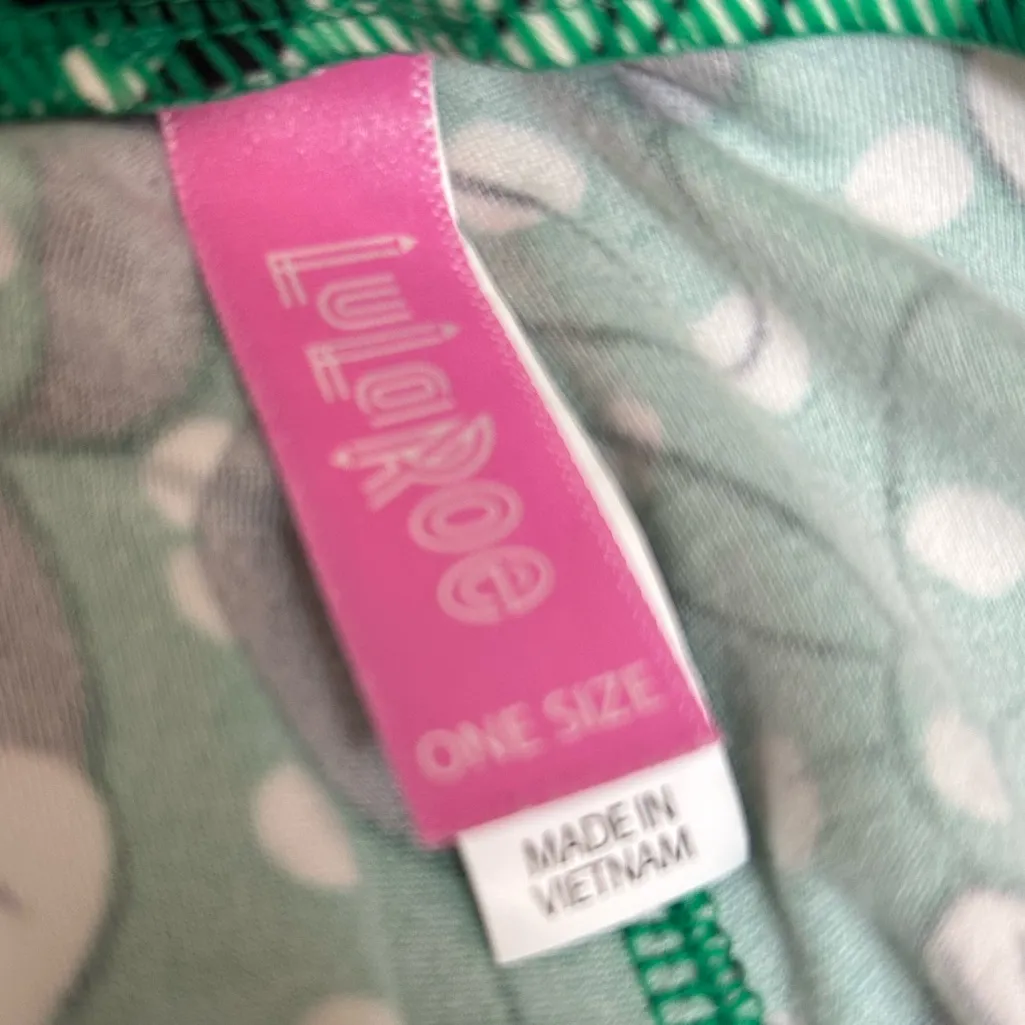 LuLaRoe
ONE SIZE
MADE IN
VIETNAM